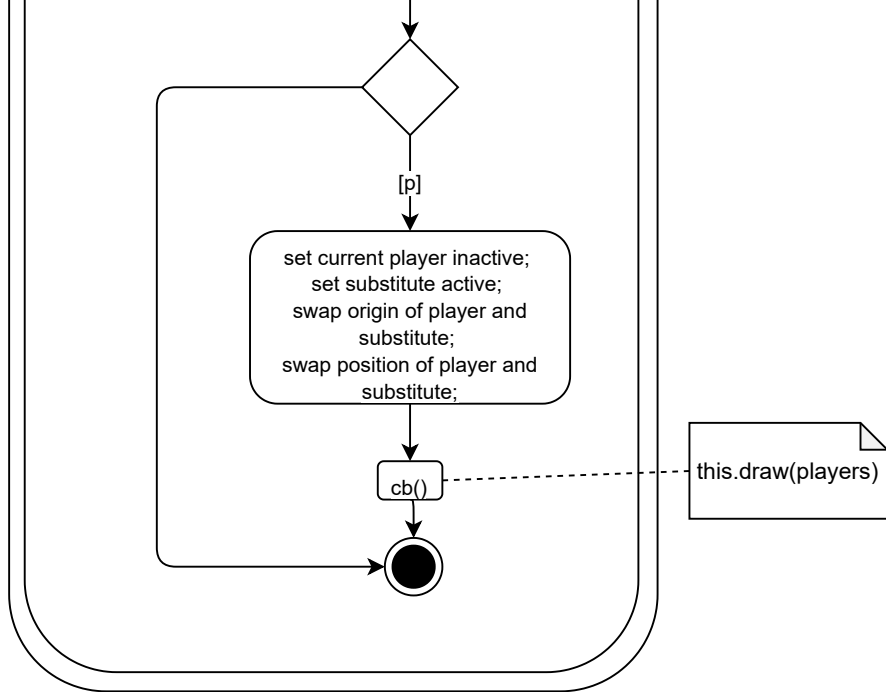 [p]
set current player inactive;
set substitute active;
swap origin of player and
substitute;
swap position of player and
substitute;
cb()
this.draw(players)